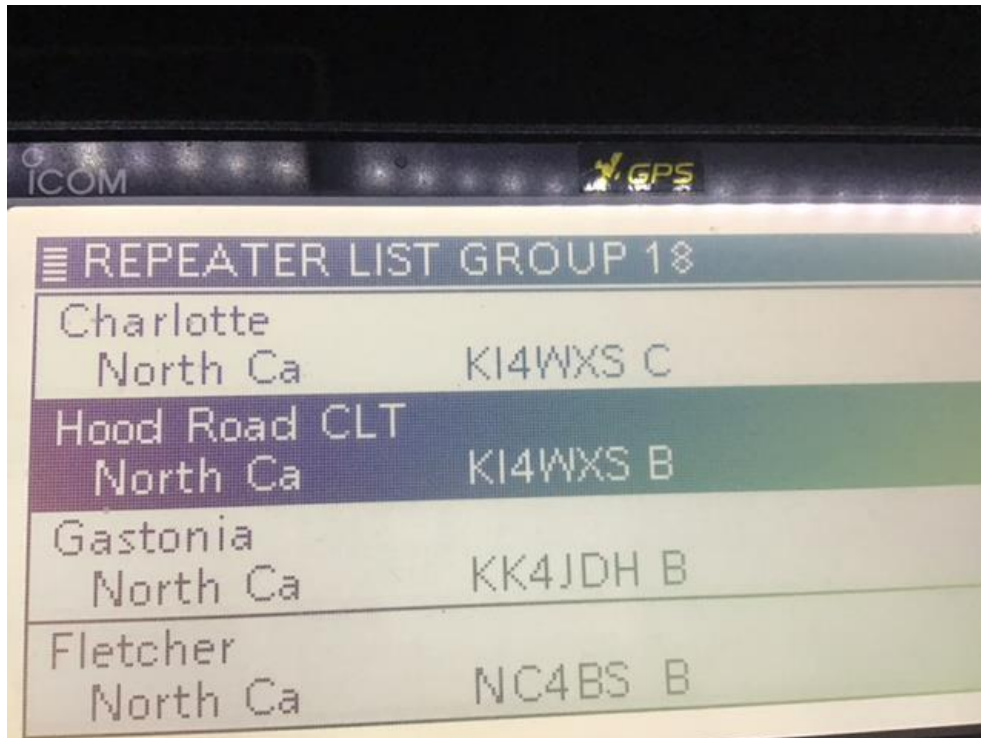 ICOM
GPS
REPEATER LIST GROUP 18
Charlotte
North Ca KI4WXS C
Hood Road CLT
North Ca KI4WXS B
Gastonia
North Ca KK4JDH B
Fletcher
North Ca NC4BS B